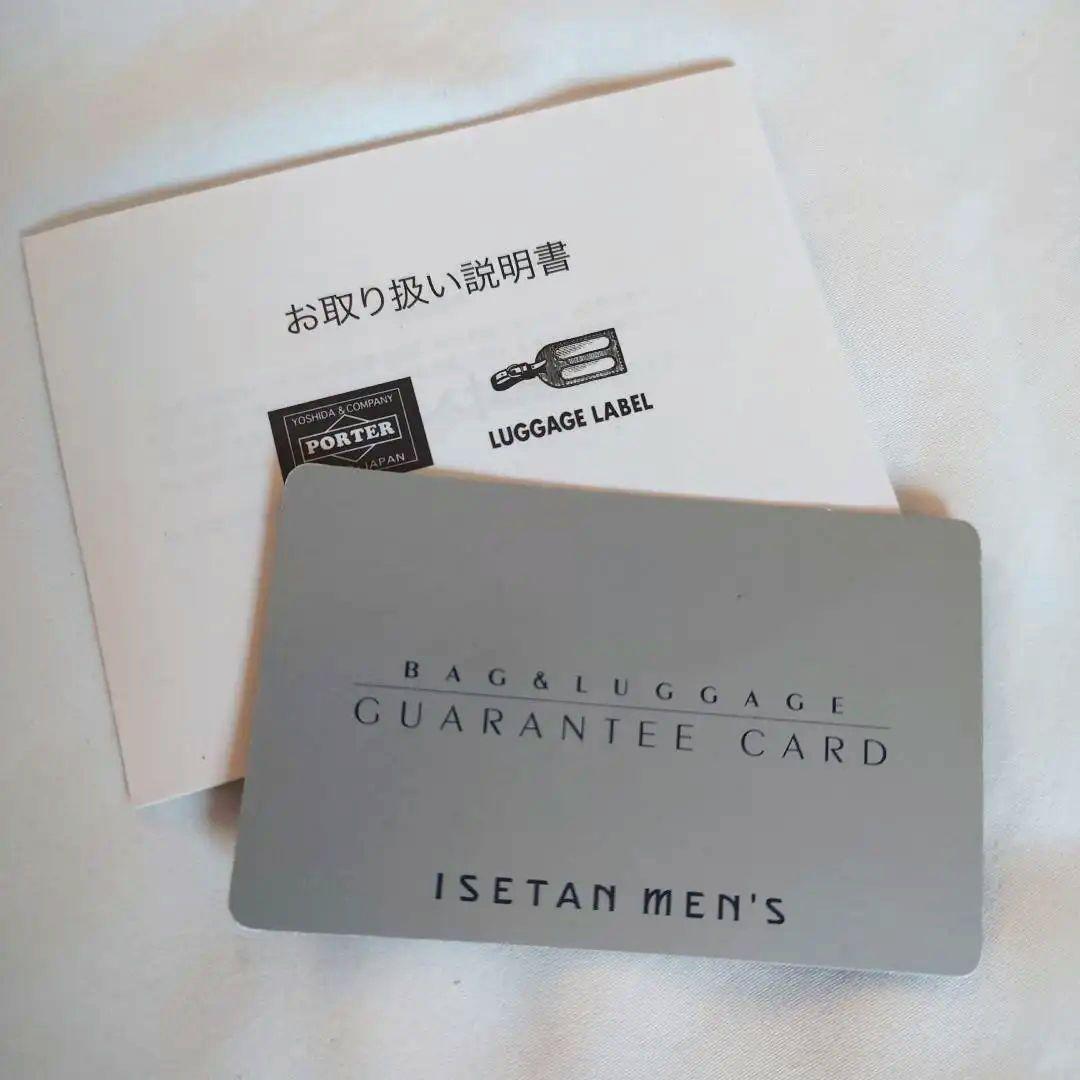 お取り扱い説明書
YOSHIDA & COMPANY
PORTER
JAPAN
LUGGAGE LABEL
BAG&LUGGAGE
GUARANTEE CARD
ISETAN MEN'S